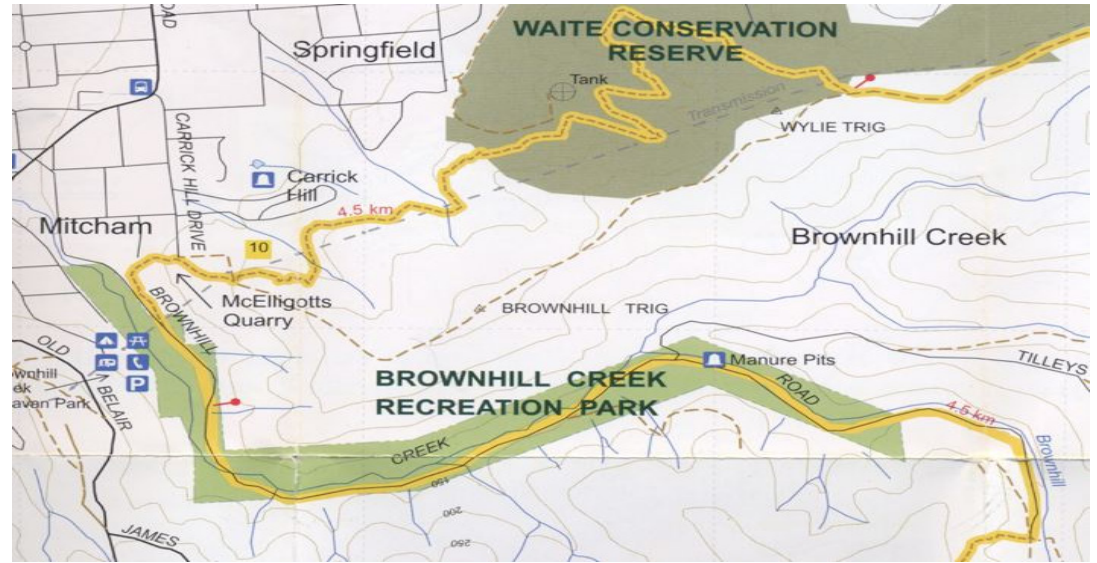 WAITE CONSERVATION
RESERVE
Springfield
ROAD
Tank
Transmission
WYLIE TRIG
CARRICK HILL DRIVE
Carrick
Hill
4.5 km
Mitcham
10
Brownhill Creek
McElligotts
Quarry
BROWNHILL
BROWNHILL TRIG
OLD
BELAIR
P
Park
Manure Pits
TILLEYS
BROWNHILL CREEK
RECREATION PARK
ROAD
CREEK
4.5 km
Brownhill
150
200
250
JAMES